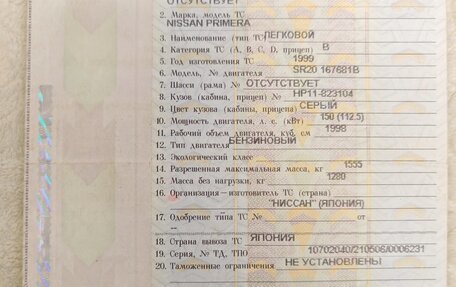 ОТСУТСТВУЕТ
2. Марка, модель ТС
NISSAN PRIMERA
3. Наименование (тип ТС) ЛЕГКОВОЙ
4. Категория ТС (А, В, С, D, прицеп) B
5. Год изготовления ТС 1999
6. Модель, № двигателя SR20 167681B
7. Шасси (рама) № ОТСУТСТВУЕТ
8. Кузов (кабина, прицеп) № HP11-823104
9. Цвет кузова (кабины, прицепа) СЕРЫЙ
10. Мощность двигателя, л. с. (кВт) 150 (112.5)
11. Рабочий объем двигателя, куб. см 1998
12. Тип двигателя БЕНЗИНОВЫЙ
13. Экологический класс
14. Разрешенная максимальная масса, кг 1555
15. Масса без нагрузки, кг 1280
16. Организация—изготовитель ТС (страна)
"НИССАН" (ЯПОНИЯ)
17. Одобрение типа ТС № от
--
18. Страна вывоза ТС ЯПОНИЯ
19. Серия, № ТД, ТПО 10702040/210506/0006231
20. Таможенные ограничения НЕ УСТАНОВЛЕНЫ